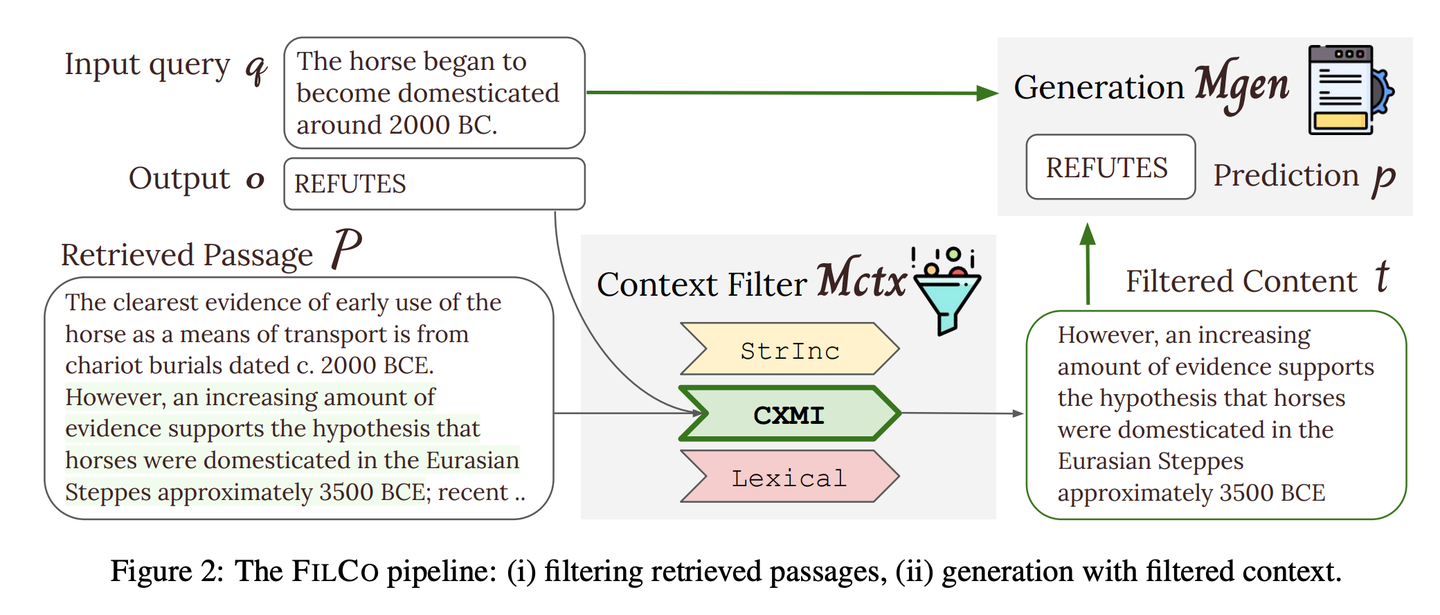 Input query q
The horse began to
become domesticated
around 2000 BC.
Output o
REFUTES
Retrieved Passage P
The clearest evidence of early use of the
horse as a means of transport is from
chariot burials dated c. 2000 BCE.
However, an increasing amount of
evidence supports the hypothesis that
horses were domesticated in the Eurasian
Steppes approximately 3500 BCE; recent ..
Context Filter Mctx
StrInc
CXMI
Lexical
Generation Mgen
REFUTES
Prediction p
Filtered Content t
However, an increasing
amount of evidence supports
the hypothesis that horses
were domesticated in the
Eurasian Steppes
approximately 3500 BCE
Figure 2: The FILCO pipeline: (i) filtering retrieved passages, (ii) generation with filtered context.